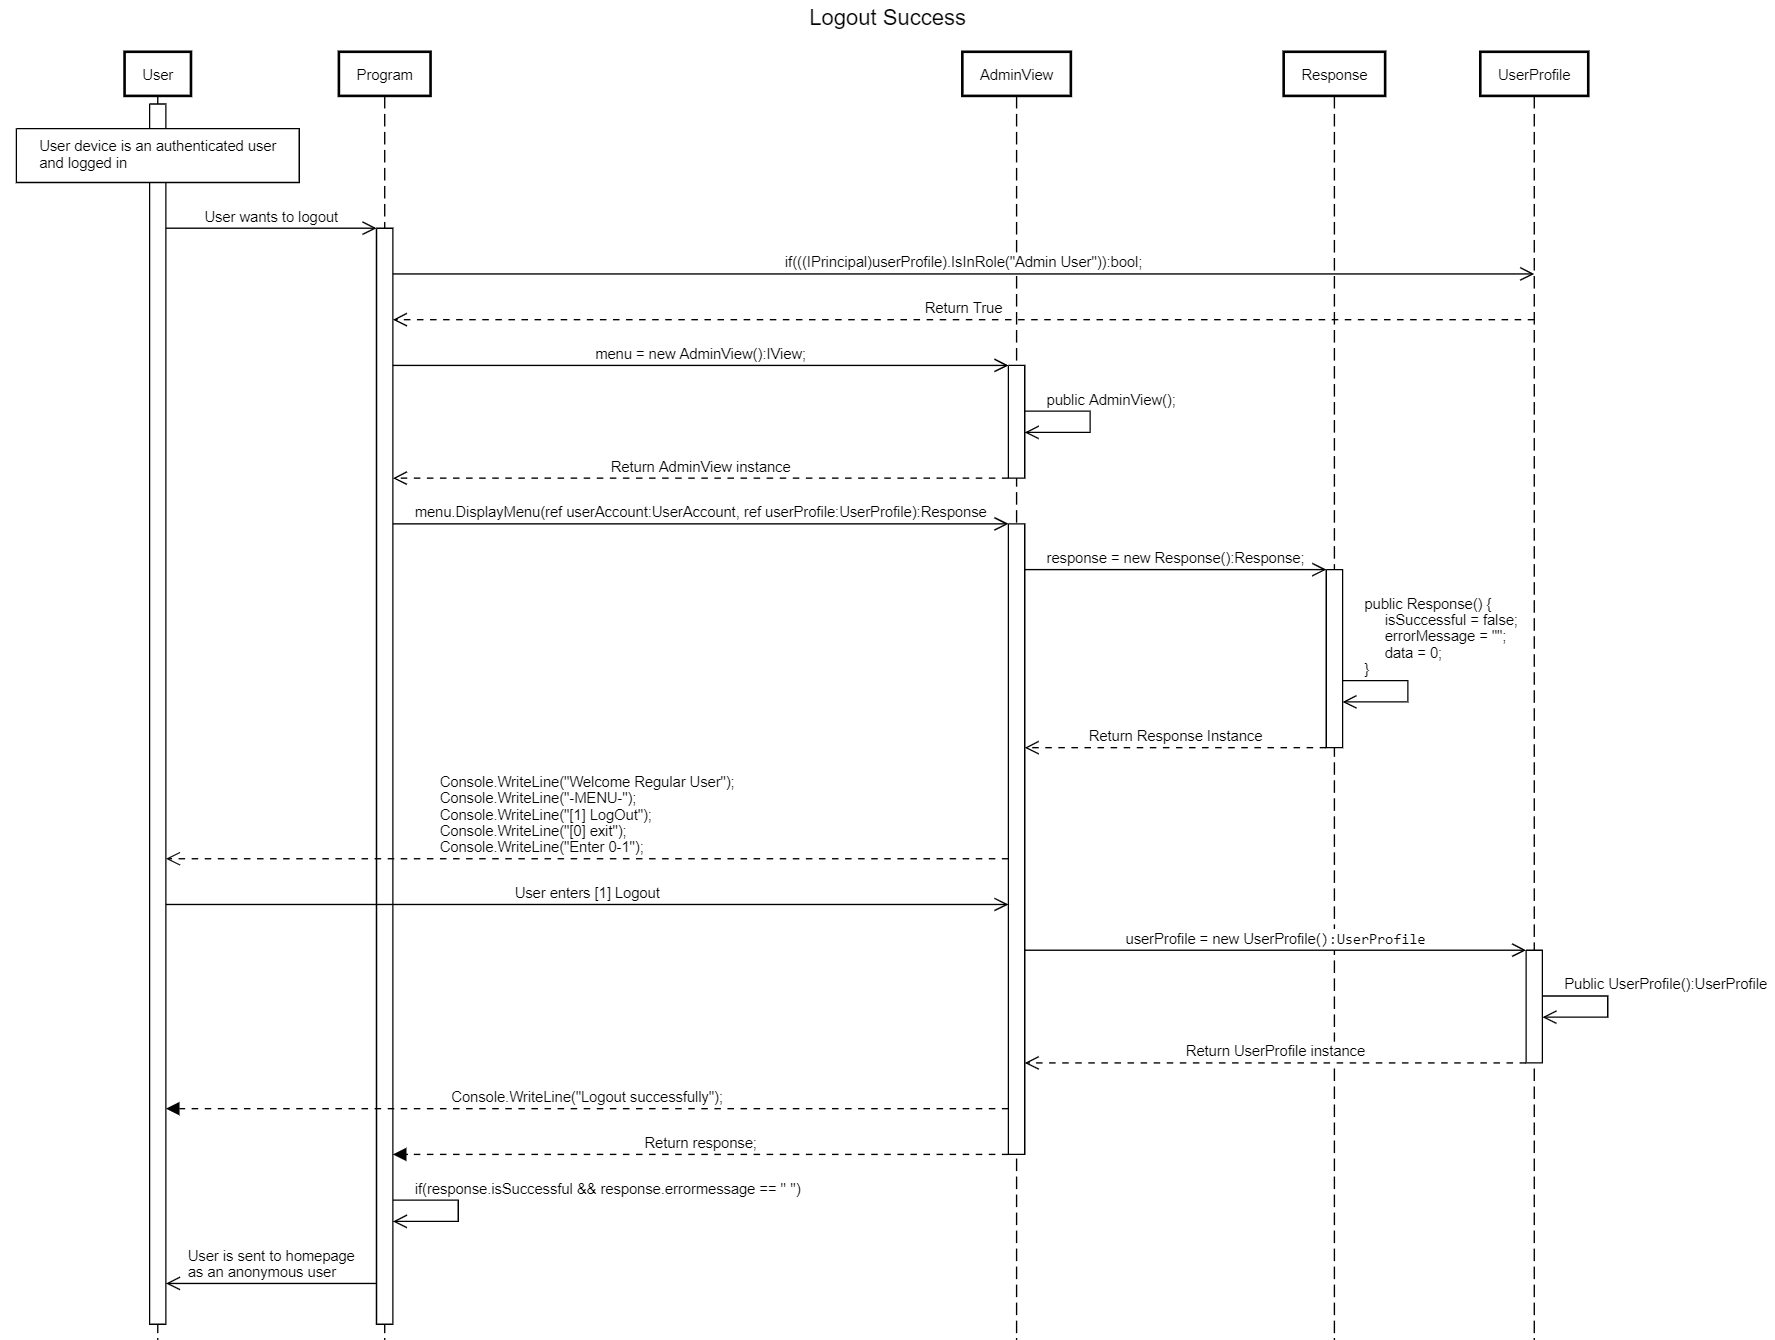 Logout Success
User
Program
AdminView
Response
UserProfile
User device is an authenticated user
and logged in
User wants to logout
if(((IPrincipal)userProfile).IsInRole("Admin User")):bool;
Return True
menu = new AdminView():IView;
public AdminView();
Return AdminView instance
menu.DisplayMenu(ref userAccount:UserAccount, ref userProfile:UserProfile):Response
response = new Response():Response;
public Response() {
isSuccessful = false;
errorMessage = "";
data = 0;
}
Return Response Instance
Console.WriteLine("Welcome Regular User");
Console.WriteLine("-MENU-");
Console.WriteLine("[1] LogOut");
Console.WriteLine("[0] exit");
Console.WriteLine("Enter 0-1");
User enters [1] Logout
userProfile = new UserProfile():UserProfile
Public UserProfile():UserProfile
Return UserProfile instance
Console.WriteLine("Logout successfully");
Return response;
if(response.isSuccessful && response.errormessage == " ")
User is sent to homepage
as an anonymous user